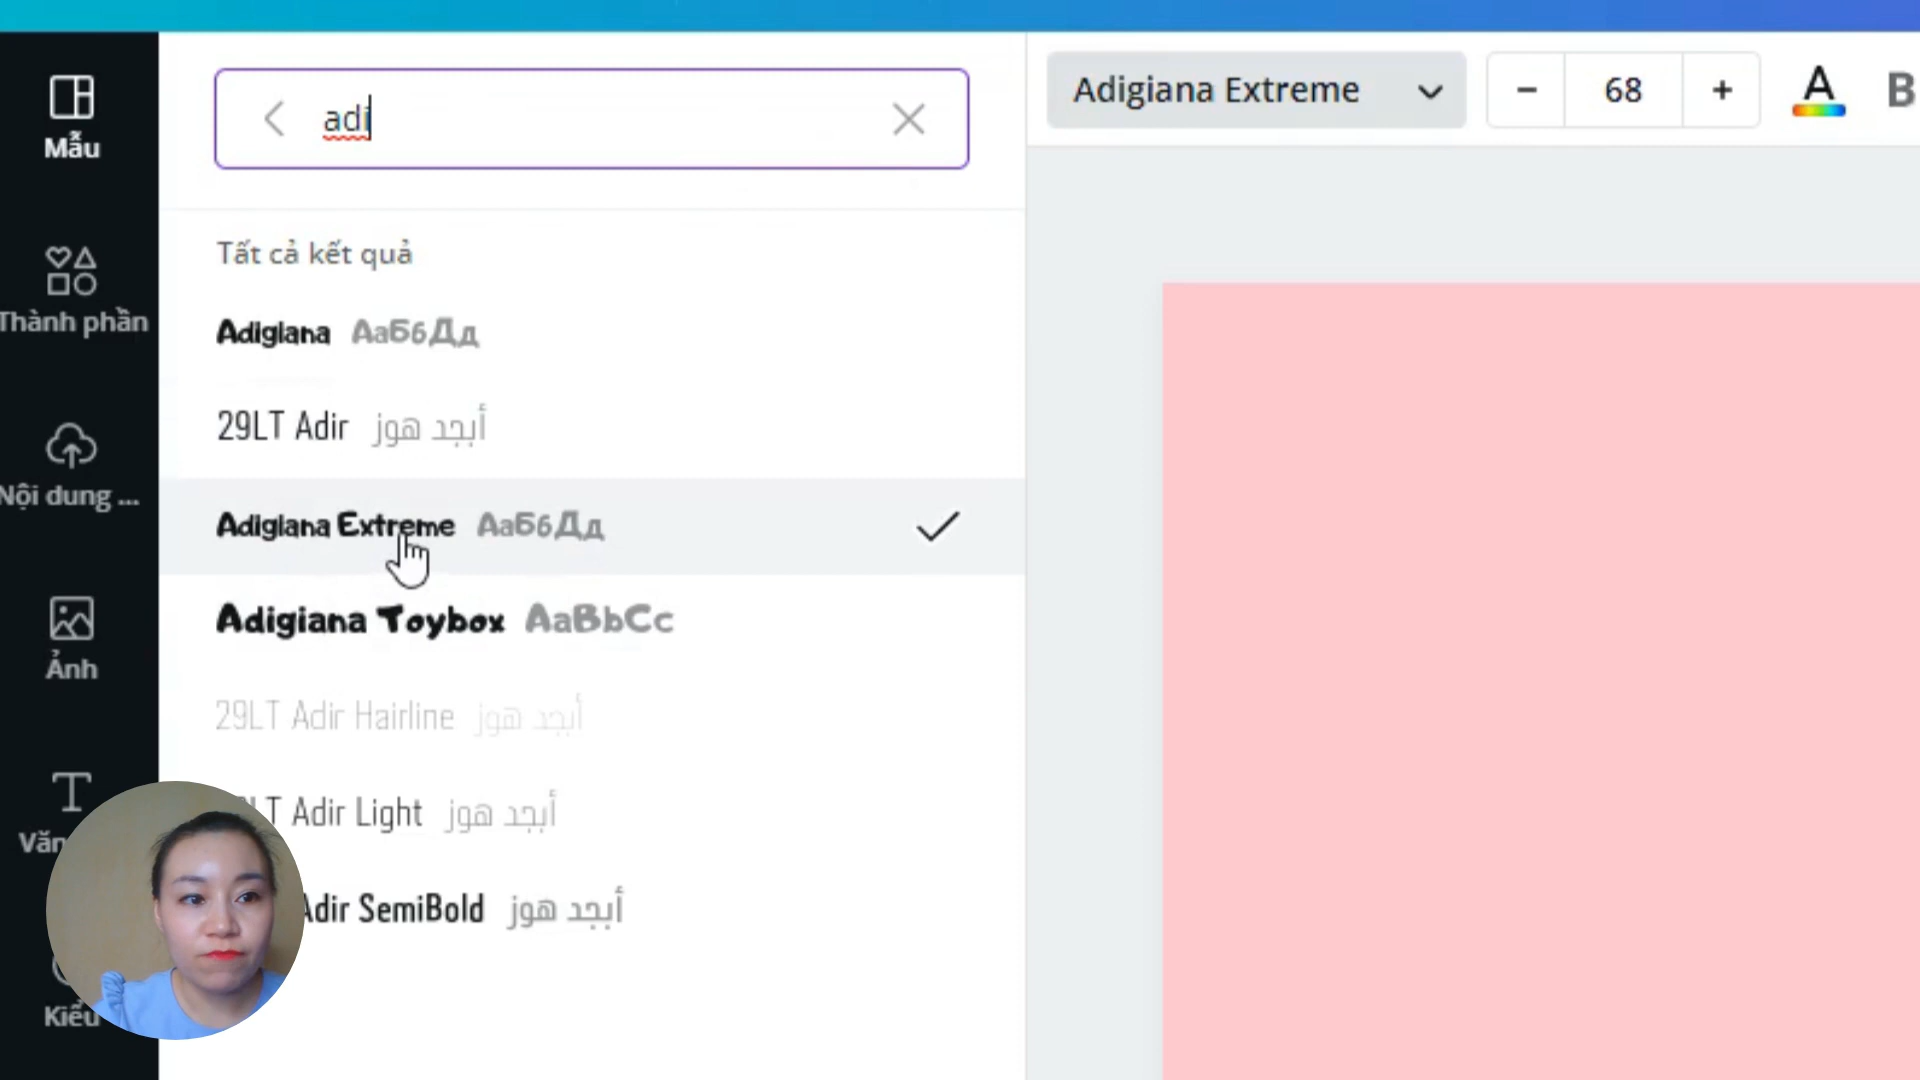 Mẫu
Thành phần
Nội dung ...
Ảnh
Kiểu
adi
Tất cả kết quả
Adigiana АаБбДд
29LT Adir أبجد هوز
Adigiana Extreme АаБбДд
Adigiana Toybox AaBbCc
29LT Adir Hairline أبجد هوز
Adir Light أبجد هوز
Adir SemiBold أبجد هوز
Adigiana Extreme
− 68 + A B